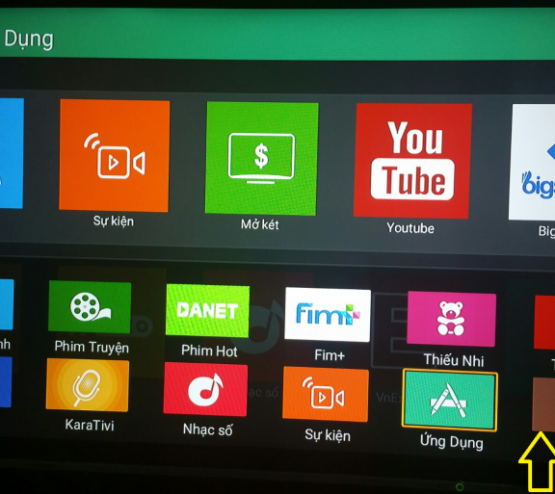 Dụng
$
You
Tube
Sự kiện
Mở két
Youtube
Big
DANET
Fim+
nh
Phim Truyện
Phim Hot
Fim+
Thiếu Nhi
KaraTivi
Nhạc số
Sự kiện
Ứng Dụng